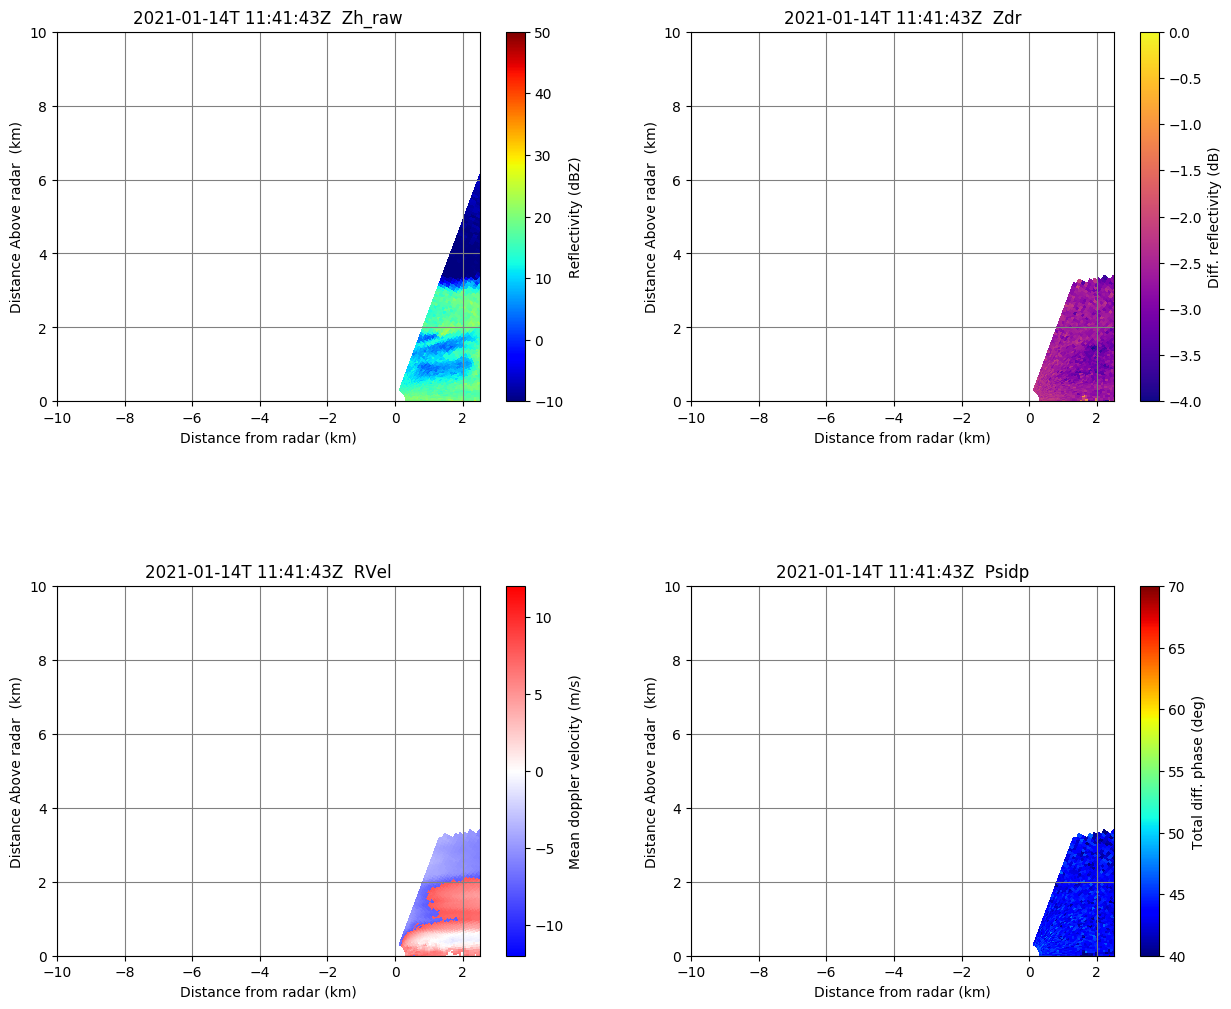 2021-01-14T 11:41:43Z  Zh_raw
10
8
6
4
2
0
Distance Above radar  (km)
−10 −8 −6 −4 −2 0 2
Distance from radar (km)
50
40
30
20
10
0
−10
Reflectivity (dBZ)
2021-01-14T 11:41:43Z  Zdr
10
8
6
4
2
0
Distance Above radar  (km)
−10 −8 −6 −4 −2 0 2
Distance from radar (km)
0.0
−0.5
−1.0
−1.5
−2.0
−2.5
−3.0
−3.5
−4.0
Diff. reflectivity (dB)
2021-01-14T 11:41:43Z  RVel
10
8
6
4
2
0
Distance Above radar  (km)
−10 −8 −6 −4 −2 0 2
Distance from radar (km)
10
5
0
−5
−10
Mean doppler velocity (m/s)
2021-01-14T 11:41:43Z  Psidp
10
8
6
4
2
0
Distance Above radar  (km)
−10 −8 −6 −4 −2 0 2
Distance from radar (km)
70
65
60
55
50
45
40
Total diff. phase (deg)